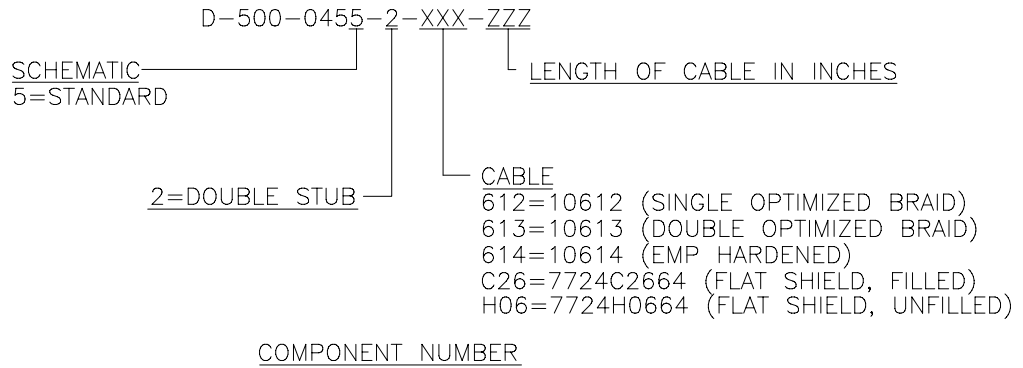 D-500-0455-2-XXX-ZZZ
SCHEMATIC
5=STANDARD
LENGTH OF CABLE IN INCHES
2=DOUBLE STUB
CABLE
612=10612 (SINGLE OPTIMIZED BRAID)
613=10613 (DOUBLE OPTIMIZED BRAID)
614=10614 (EMP HARDENED)
C26=7724C2664 (FLAT SHIELD, FILLED)
H06=7724H0664 (FLAT SHIELD, UNFILLED)
COMPONENT NUMBER